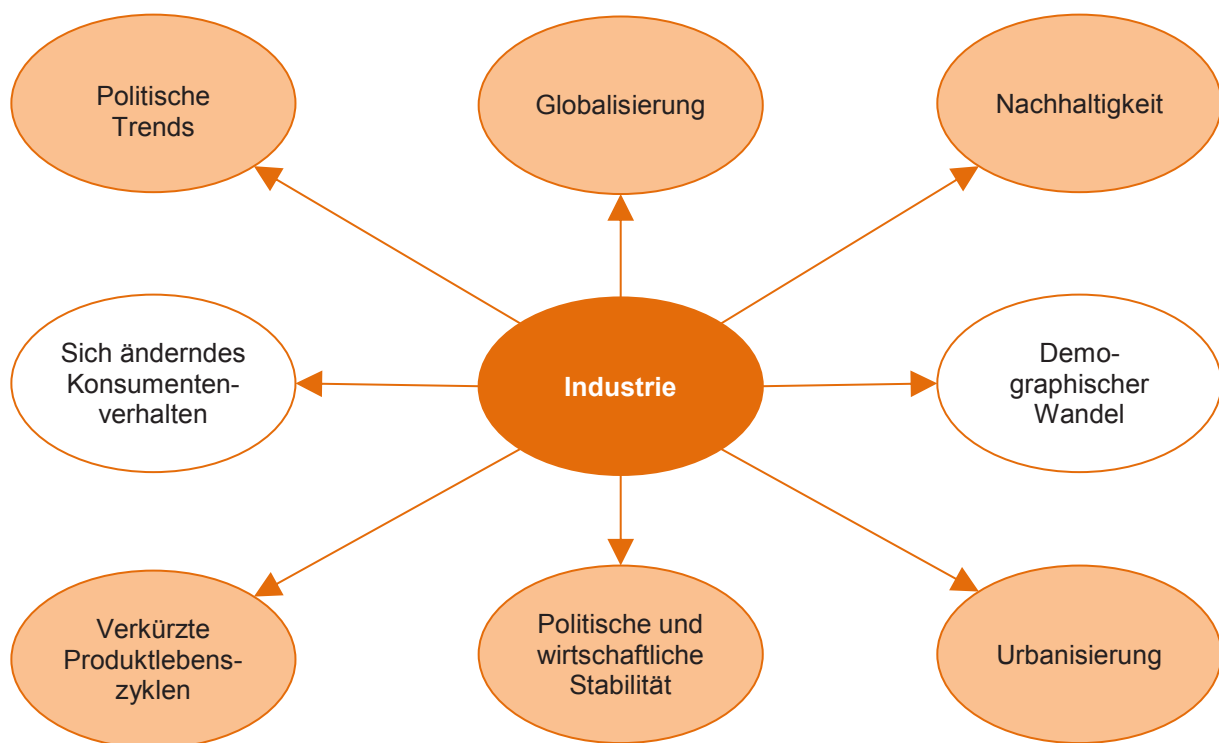 Politische
Trends
Globalisierung
Nachhaltigkeit
Sich änderndes
Konsumenten-
verhalten
Industrie
Demo-
graphischer
Wandel
Verkürzte
Produktlebens-
zyklen
Politische und
wirtschaftliche
Stabilität
Urbanisierung